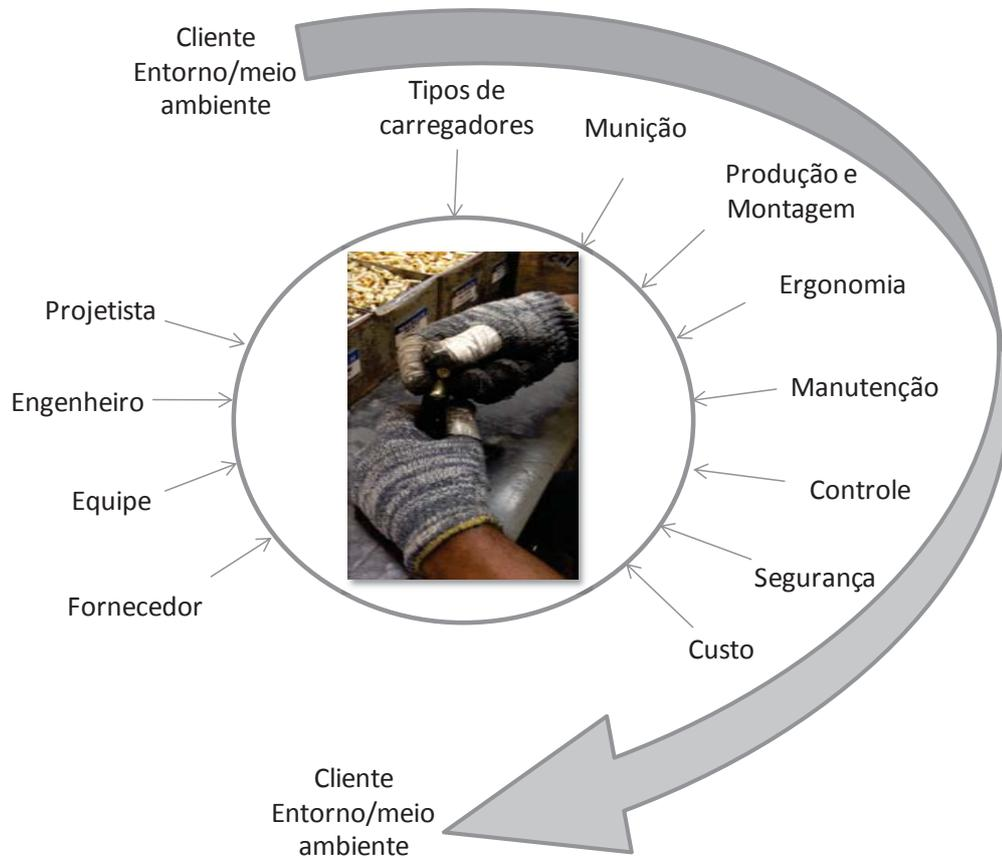 Cliente
Entorno/meio
ambiente
Tipos de
carregadores
Munição
Produção e
Montagem
Ergonomia
Manutenção
Controle
Segurança
Custo
Projetista
Engenheiro
Equipe
Fornecedor
Cliente
Entorno/meio
ambiente